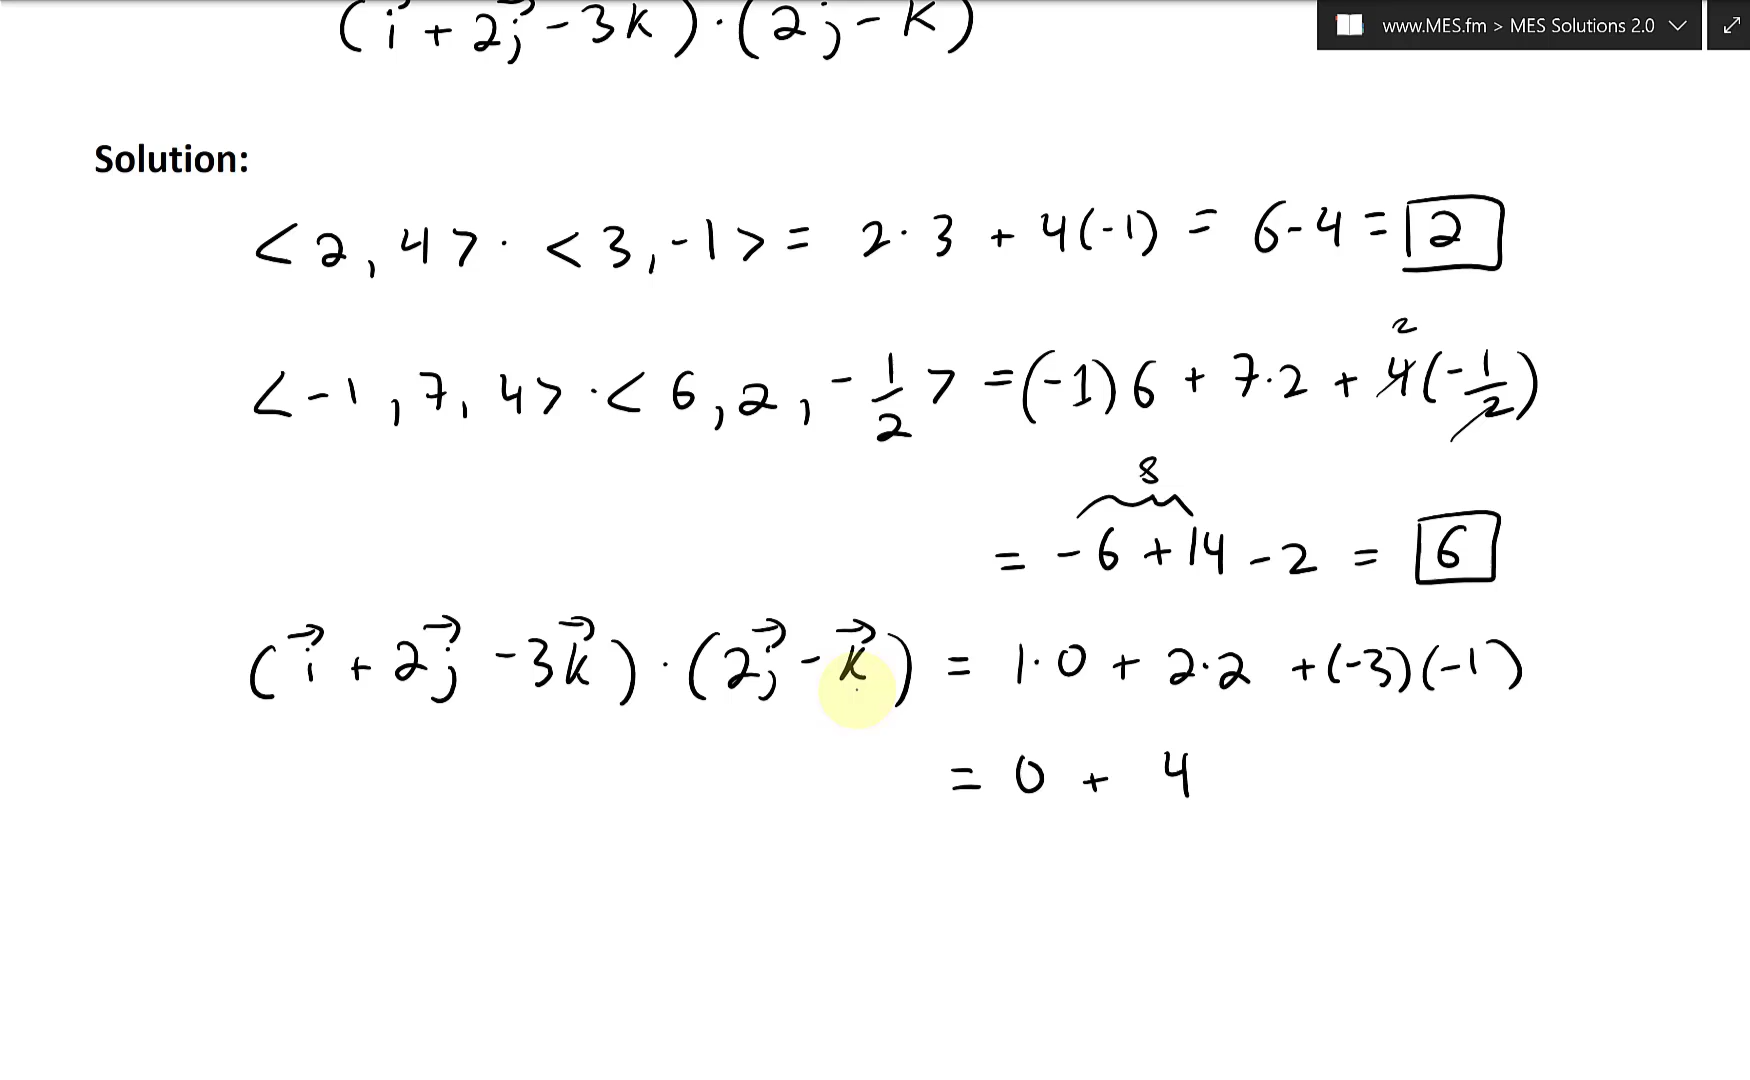 (i + 2j - 3k) · (2j - k)
www.MES.fm > MES Solutions 2.0
Solution:
<2, 4> · <3, -1> = 2·3 + 4(-1) = 6-4 = 2
2
<-1, 7, 4> · <6, 2, -1/2> = (-1)6 + 7·2 + 4(-1/2)
8
= -6 + 14 - 2 = 6
(i⃗ + 2j⃗ - 3k⃗) · (2j⃗ - k⃗) = 1·0 + 2·2 + (-3)(-1)
= 0 + 4